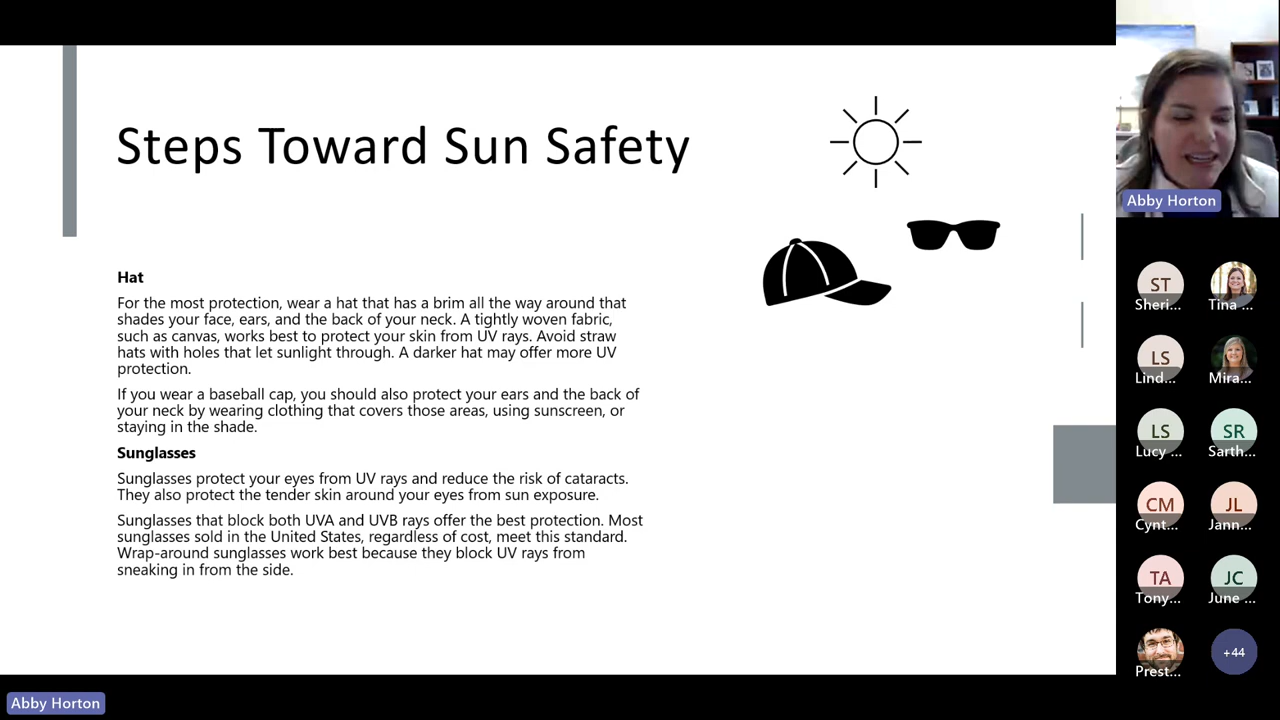 Steps Toward Sun Safety
Hat
For the most protection, wear a hat that has a brim all the way around that
shades your face, ears, and the back of your neck. A tightly woven fabric,
such as canvas, works best to protect your skin from UV rays. Avoid straw
hats with holes that let sunlight through. A darker hat may offer more UV
protection.
If you wear a baseball cap, you should also protect your ears and the back of
your neck by wearing clothing that covers those areas, using sunscreen, or
staying in the shade.
Sunglasses
Sunglasses protect your eyes from UV rays and reduce the risk of cataracts.
They also protect the tender skin around your eyes from sun exposure.
Sunglasses that block both UVA and UVB rays offer the best protection. Most
sunglasses sold in the United States, regardless of cost, meet this standard.
Wrap-around sunglasses work best because they block UV rays from
sneaking in from the side.
Abby Horton
ST
Sheri...
Tina ...
LS
Lind...
Mira...
LS
Lucy ...
SR
Sarth...
CM
Cynt...
JL
Jann...
TA
Tony...
JC
June ...
Prest...
+44
Abby Horton